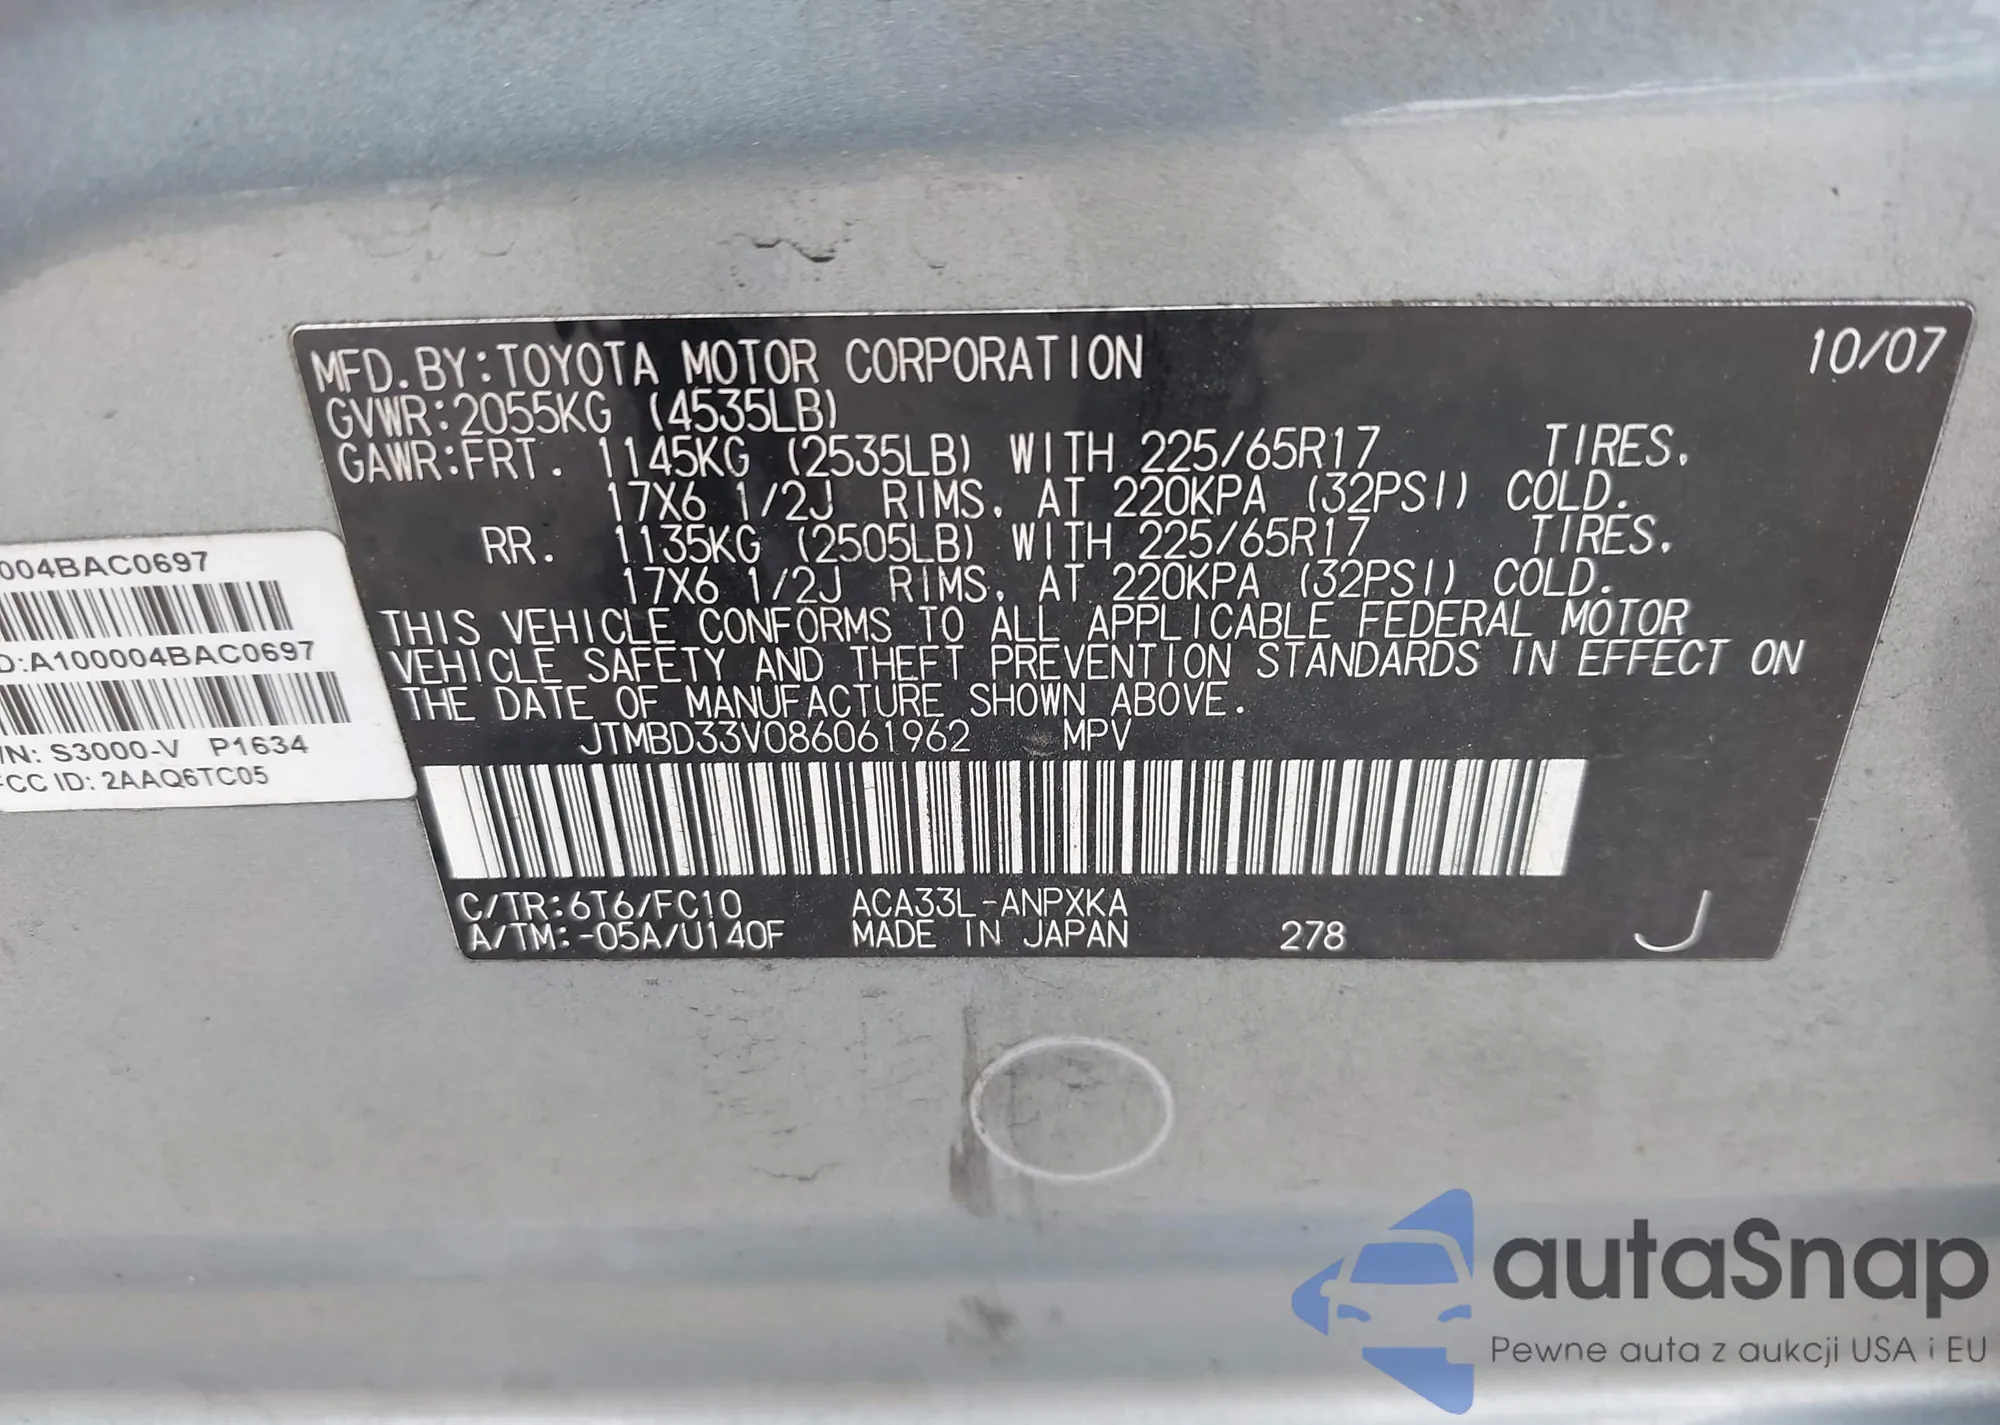 MFD.BY:TOYOTA MOTOR CORPORATION 10/07
GVWR:2055KG (4535LB)
GAWR:FRT. 1145KG (2535LB) WITH 225/65R17 TIRES,
17X6 1/2J RIMS, AT 220KPA (32PSI) COLD.
RR. 1135KG (2505LB) WITH 225/65R17 TIRES,
17X6 1/2J RIMS, AT 220KPA (32PSI) COLD.
THIS VEHICLE CONFORMS TO ALL APPLICABLE FEDERAL MOTOR
VEHICLE SAFETY AND THEFT PREVENTION STANDARDS IN EFFECT ON
THE DATE OF MANUFACTURE SHOWN ABOVE.
JTMBD33V086061962 MPV
C/TR:6T6/FC10 ACA33L-ANPXKA
A/TM:-05A/U140F MADE IN JAPAN 278 J
004BAC0697
D:A100004BAC0697
/N: S3000-V P1634
FCC ID: 2AAQ6TC05
autaSnap
Pewne auta z aukcji USA i EU